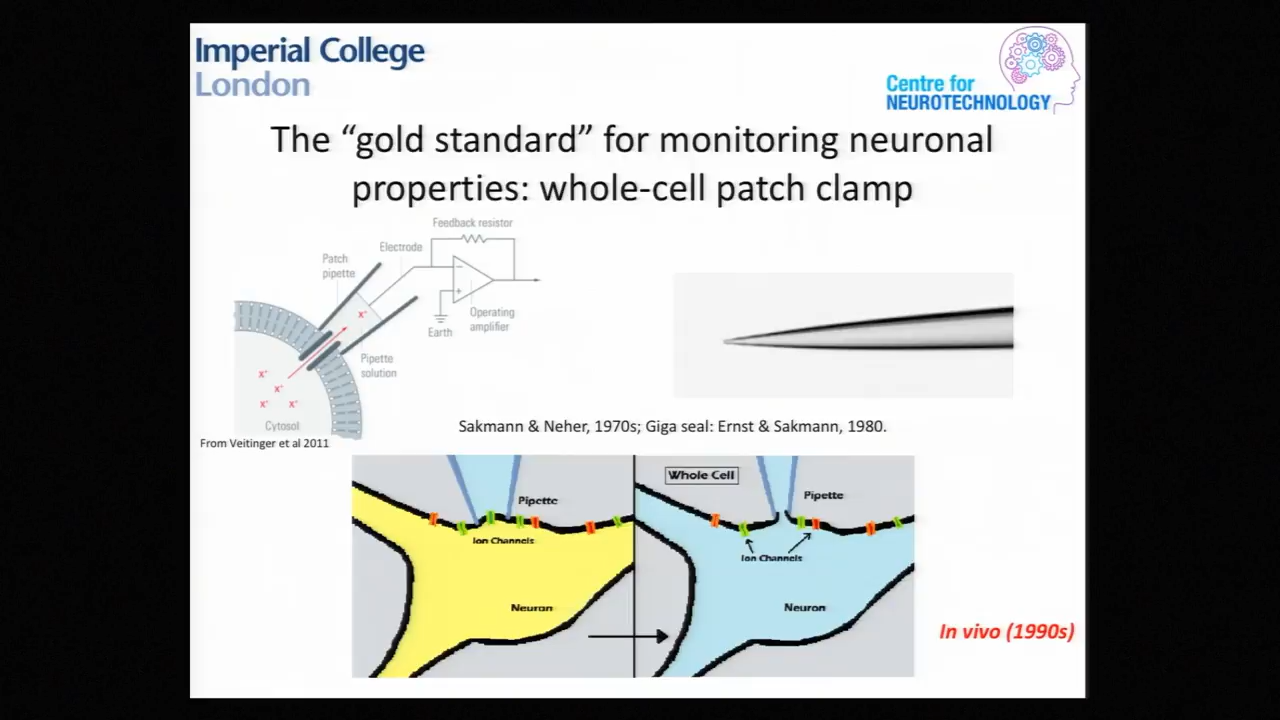 Imperial College
London
Centre for
NEUROTECHNOLOGY
The “gold standard” for monitoring neuronal
properties: whole-cell patch clamp
Feedback resistor
Electrode
Patch
pipette
X+
−
+
Earth
Operating
amplifier
Pipette
solution
X+
X+
X+
X+
Cytosol
From Veitinger et al 2011
Sakmann & Neher, 1970s; Giga seal: Ernst & Sakmann, 1980.
Pipette
Ion Channels
Neuron
Whole Cell
Pipette
Ion Channels
Neuron
In vivo (1990s)